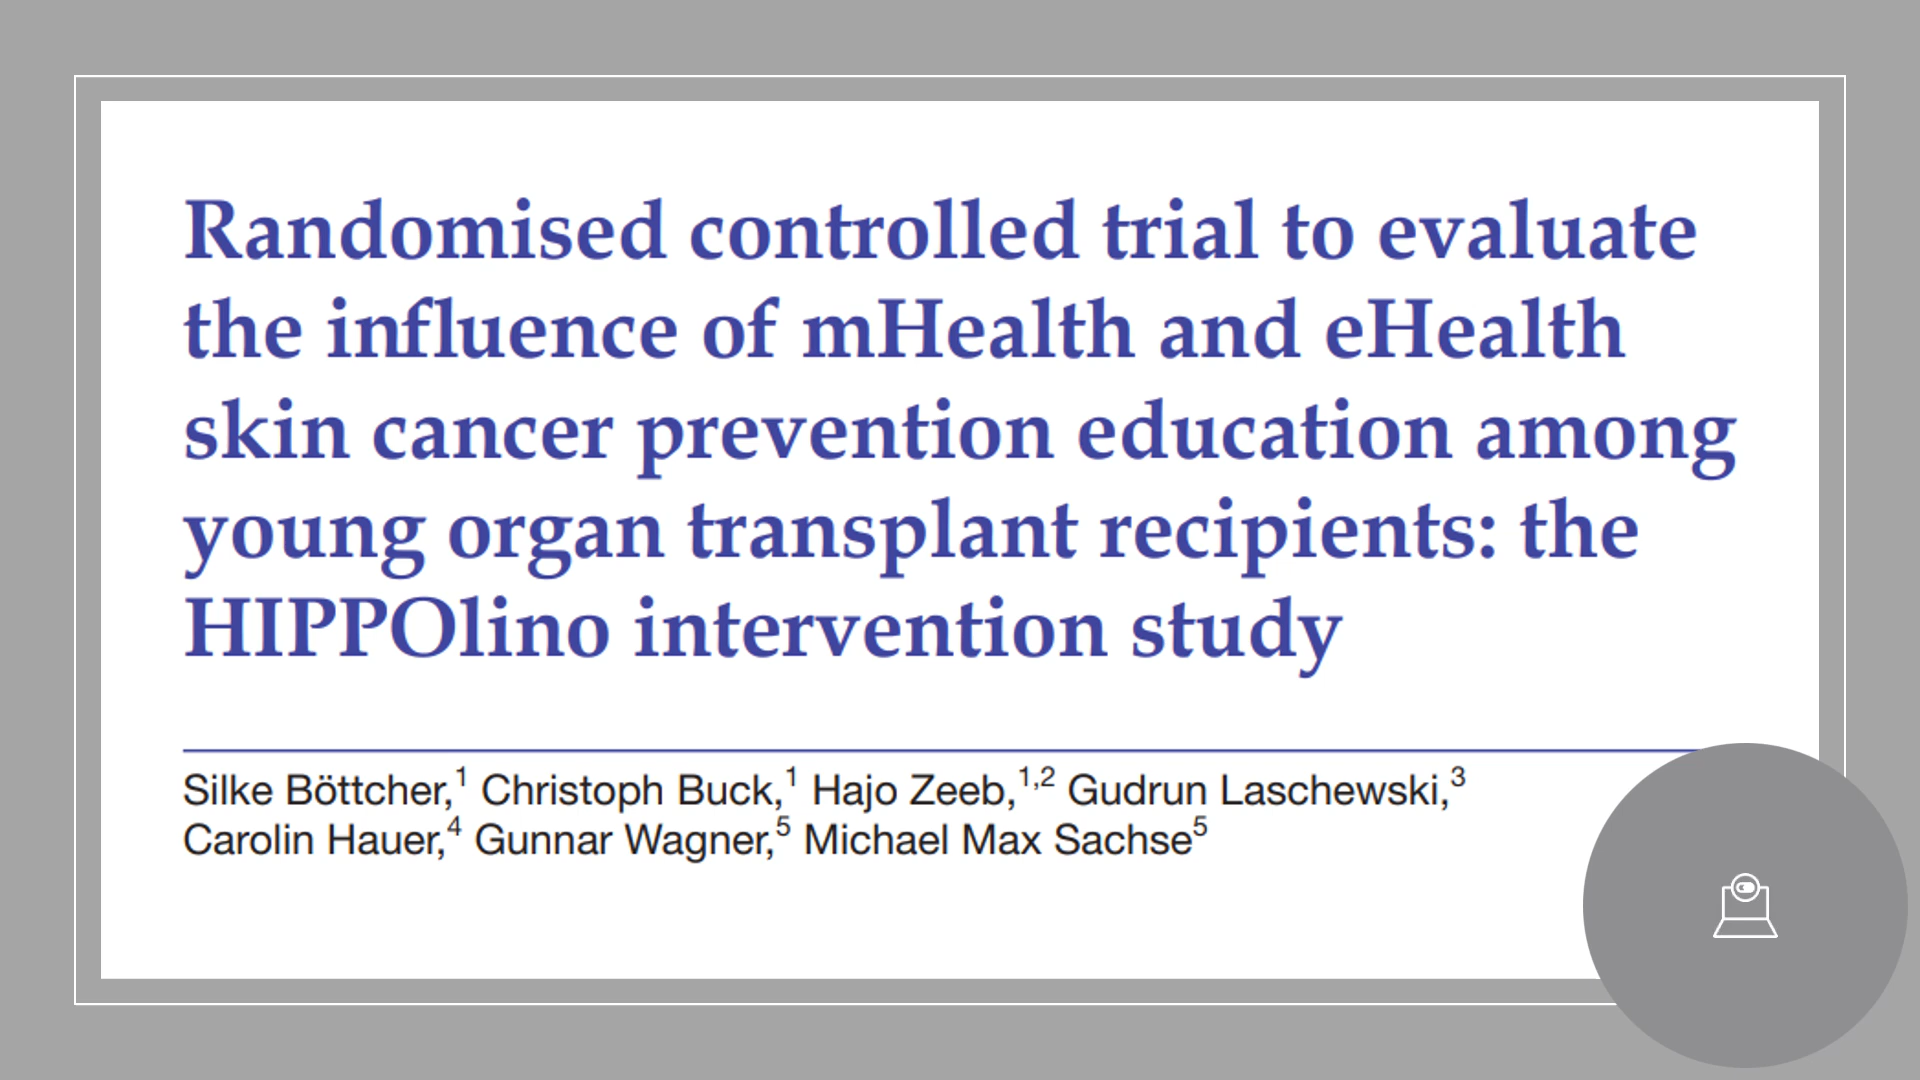 Randomised controlled trial to evaluate
the influence of mHealth and eHealth
skin cancer prevention education among
young organ transplant recipients: the
HIPPOlino intervention study
Silke Böttcher,¹ Christoph Buck,¹ Hajo Zeeb,¹,² Gudrun Laschewski,³
Carolin Hauer,⁴ Gunnar Wagner,⁵ Michael Max Sachse⁵